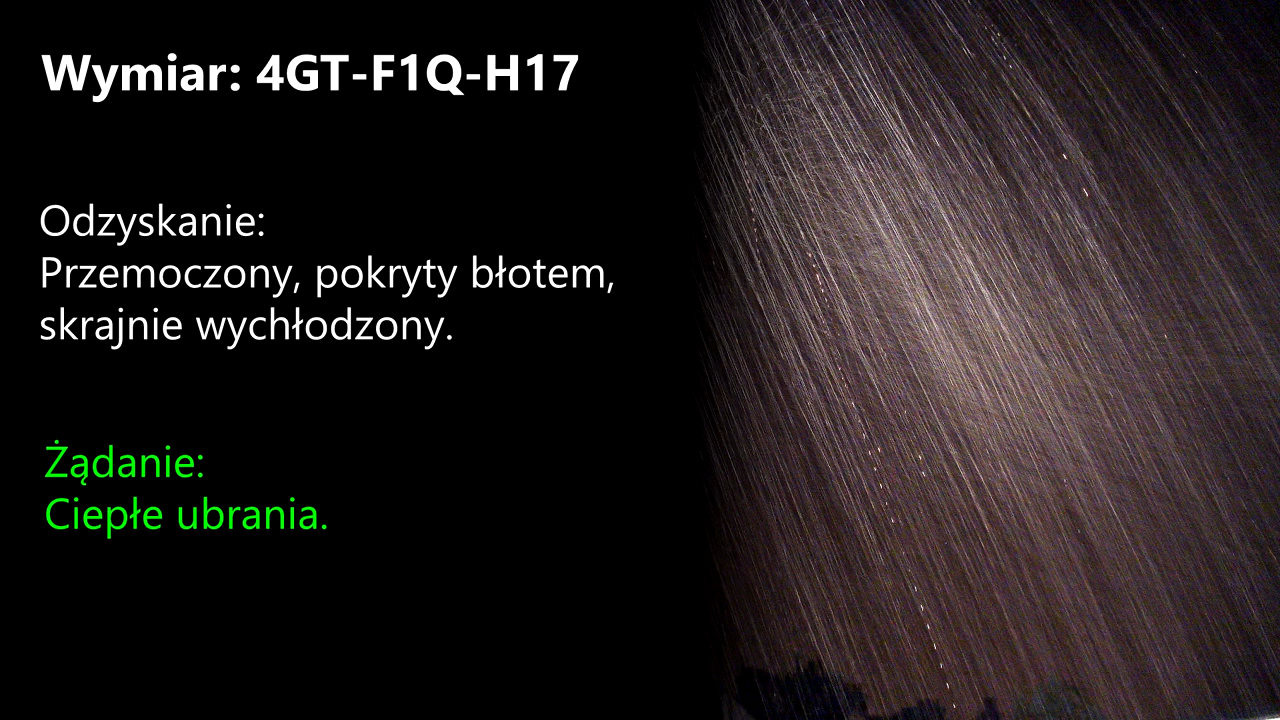 Wymiar: 4GT-F1Q-H17
Odzyskanie:
Przemoczony, pokryty błotem,
skrajnie wychłodzony.
Żądanie:
Ciepłe ubrania.